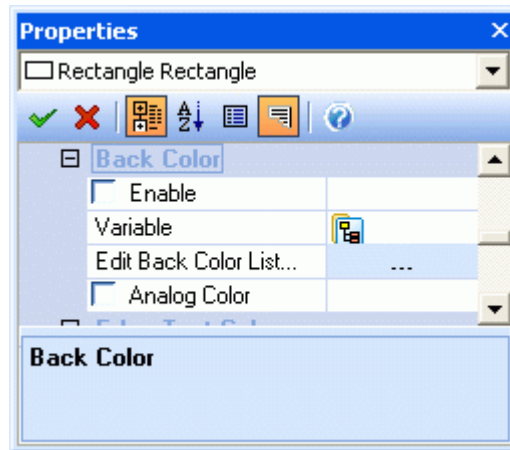 Properties
Rectangle Rectangle
Back Color
Enable
Variable
Edit Back Color List... ...
Analog Color
Back Color